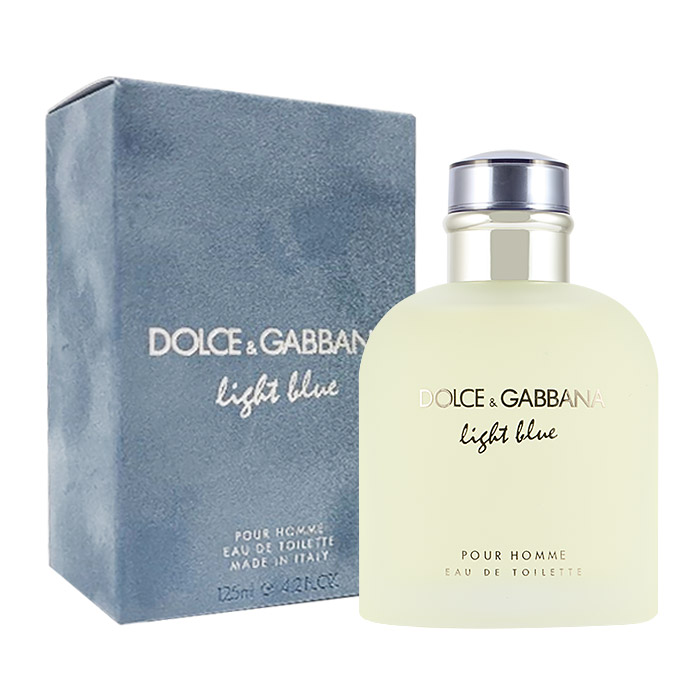 DOLCE & GABBAN
light blue
POUR HOMME
EAU DE TOILETTE
MADE IN ITALY
125ml e 4.2 fl.oz.
DOLCE & GABBANA
light blue
POUR HOMME
EAU DE TOILETTE